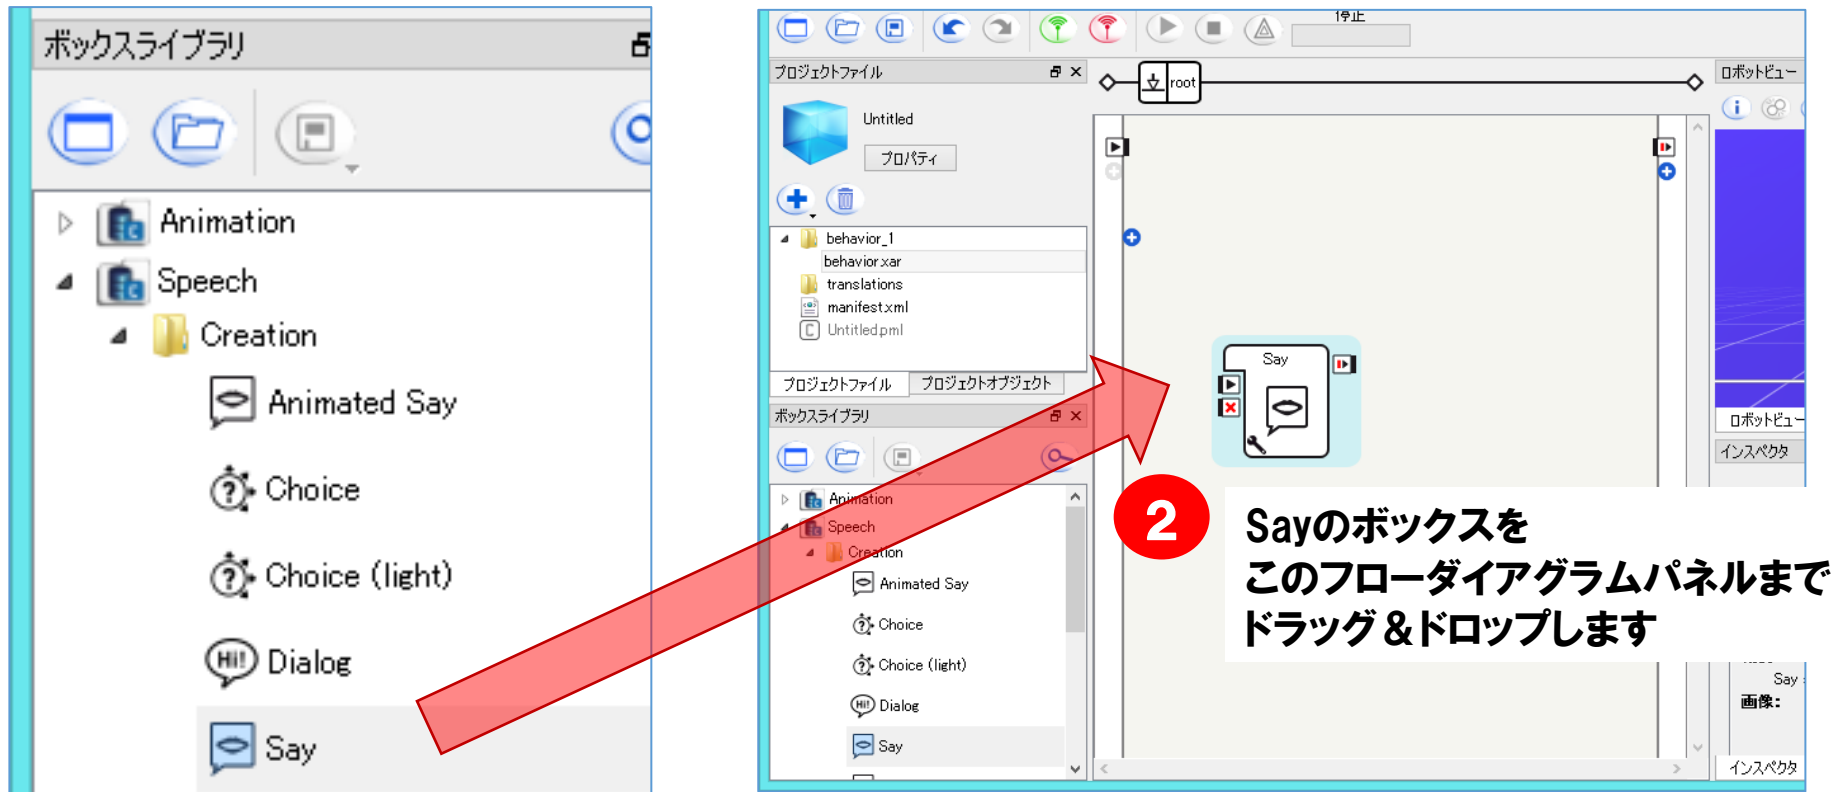 ボックスライブラリ
Animation
Speech
Creation
Animated Say
Choice
Choice (light)
Hi!
Dialog
Say
停止
プロジェクトファイル
Untitled
プロパティ
behavior_1
behavior.xar
translations
manifest.xml
Untitled.pml
プロジェクトファイル
プロジェクトオブジェクト
ボックスライブラリ
Animation
Speech
Creation
Animated Say
Choice
Choice (light)
Hi!
Dialog
Say
root
Say
2
Sayのボックスを
このフローダイアグラムパネルまで
ドラッグ&ドロップします
ロボットビュー
ロボットビュー
インスペクタ
Say
画像:
インスペクタ